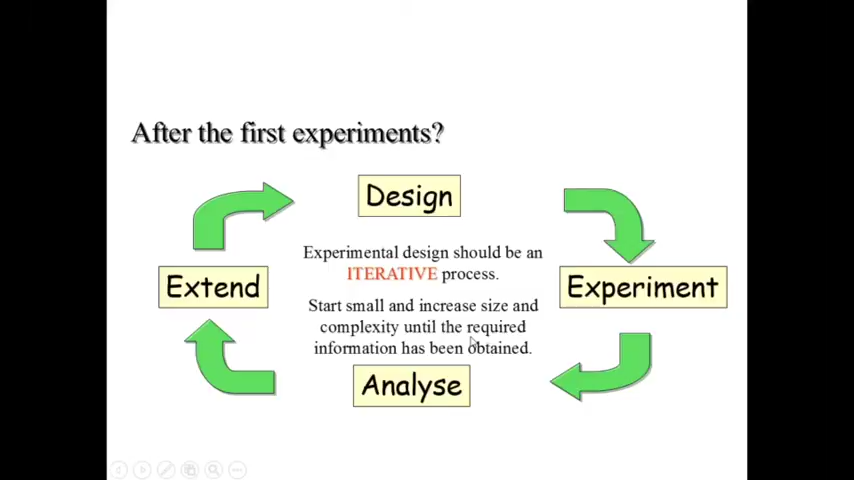 After the first experiments?
Design
Experimental design should be an
ITERATIVE process.
Extend
Experiment
Start small and increase size and
complexity until the required
information has been obtained.
Analyse